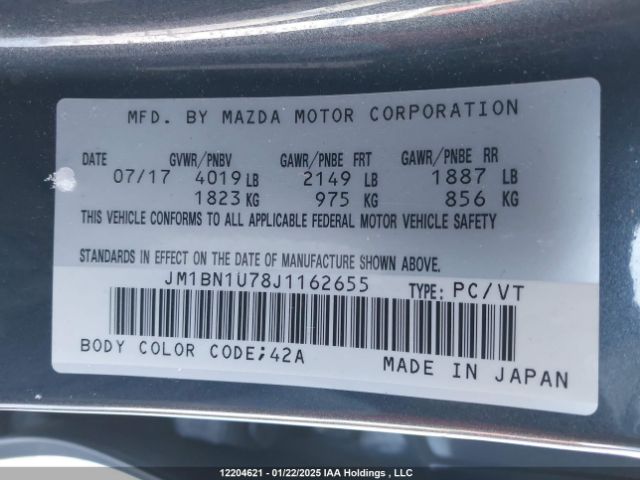 MFD. BY MAZDA MOTOR CORPORATION
DATE GVWR/PNBV GAWR/PNBE FRT GAWR/PNBE RR
07/17 4019 LB 2149 LB 1887 LB
1823 KG 975 KG 856 KG
THIS VEHICLE CONFORMS TO ALL APPLICABLE FEDERAL MOTOR VEHICLE SAFETY
STANDARDS IN EFFECT ON THE DATE OF MANUFACTURE SHOWN ABOVE.
JM1BN1U78J1162655 TYPE: PC/VT
BODY COLOR CODE;42A MADE IN JAPAN
12204621 - 01/22/2025 IAA Holdings , LLC